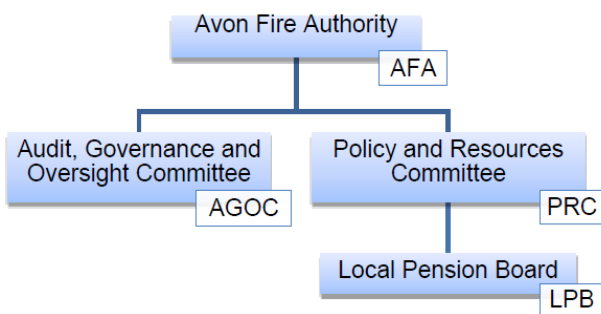 Avon Fire Authority
AFA
Audit, Governance and
Oversight Committee
AGOC
Policy and Resources
Committee
PRC
Local Pension Board
LPB